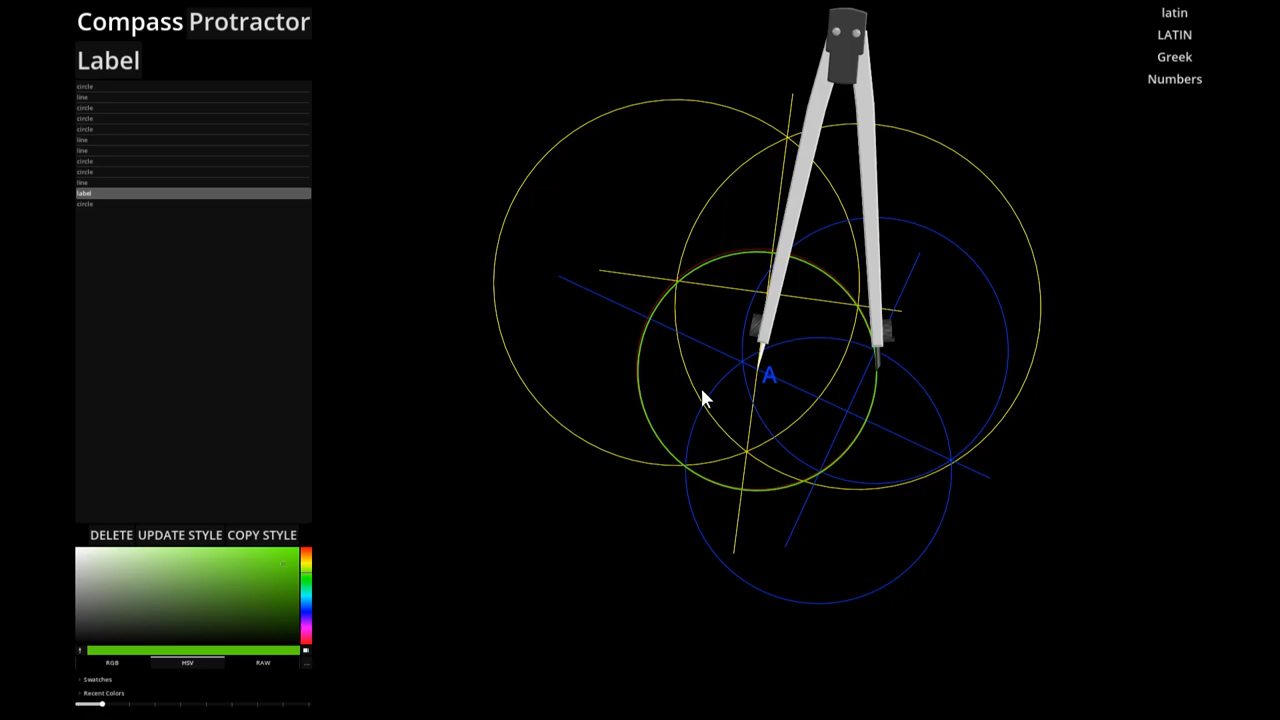 Compass Protractor
Label
circle
line
circle
circle
circle
line
line
circle
circle
line
label
circle
DELETE UPDATE STYLE COPY STYLE
RGB HSV RAW ...
Swatches
Recent Colors
A
latin
LATIN
Greek
Numbers